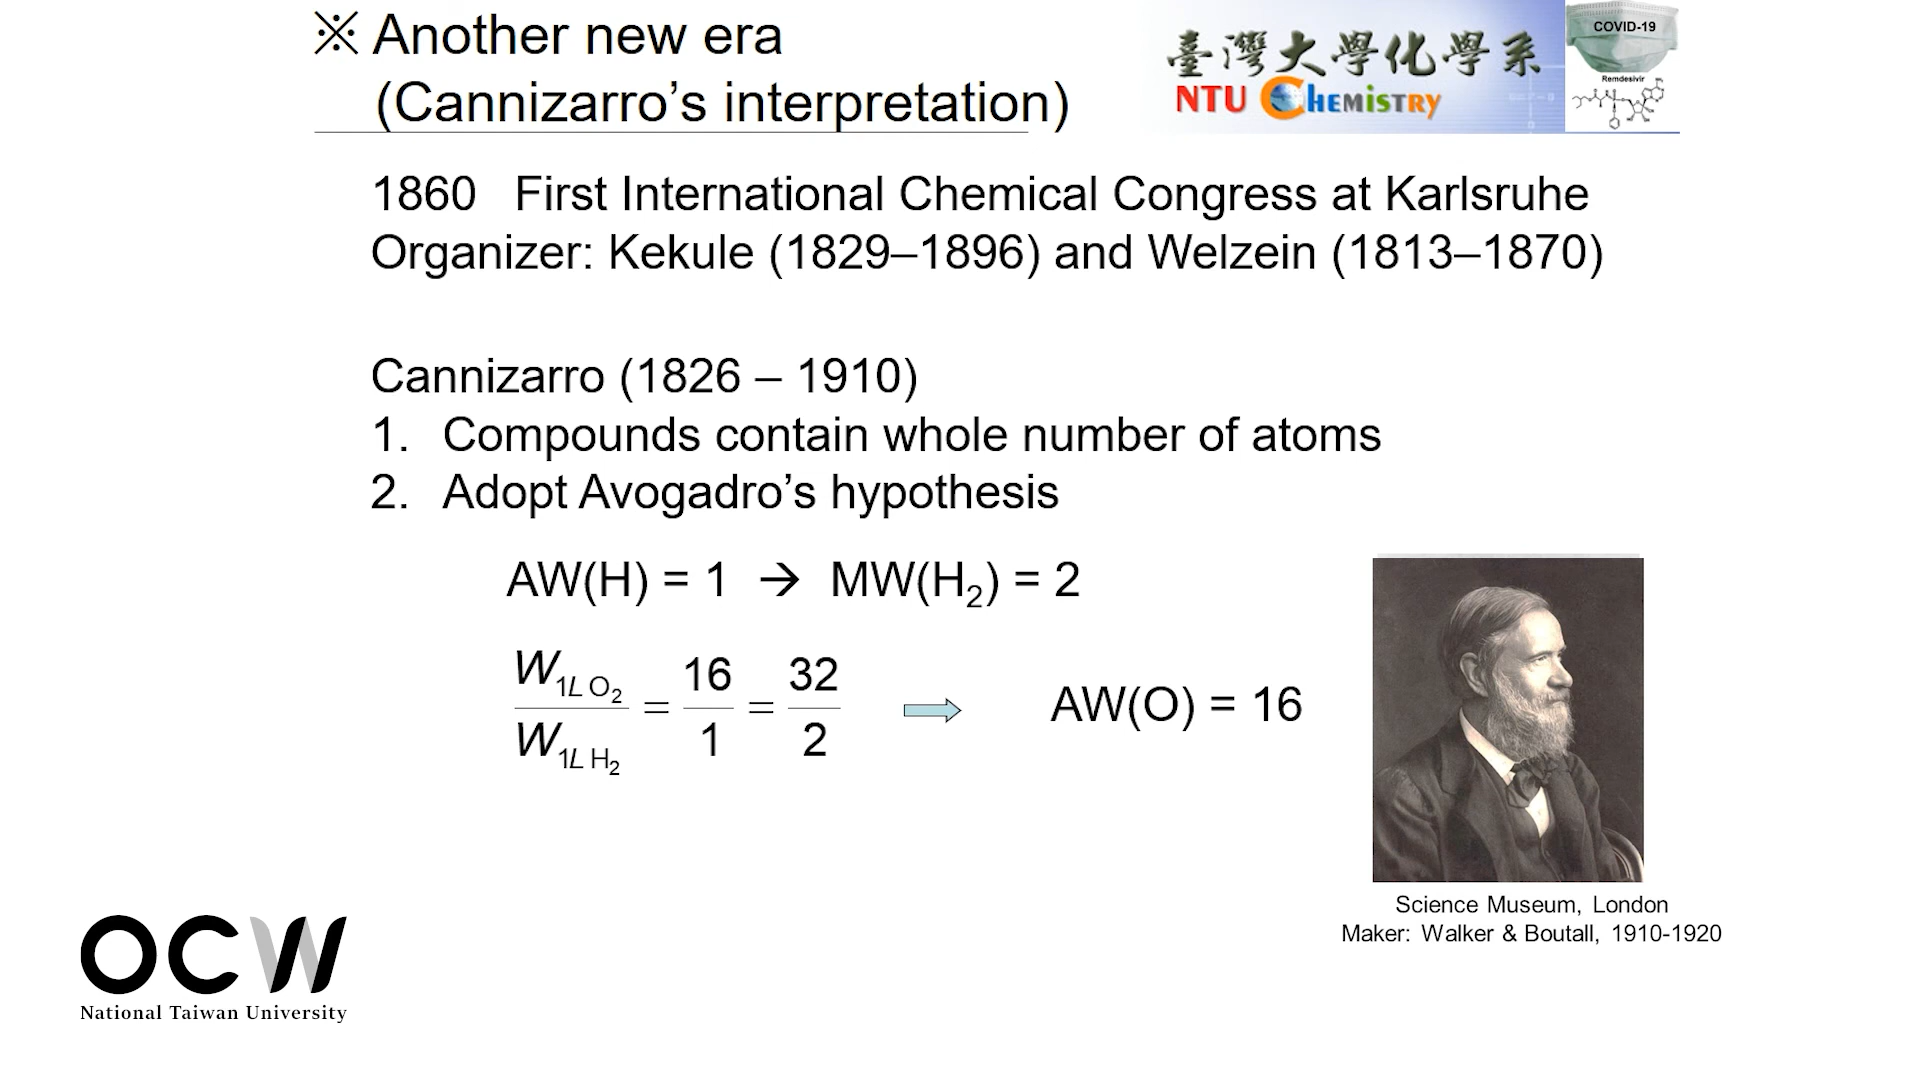 ※ Another new era
(Cannizarro’s interpretation)
臺灣大學化學系
NTU Chemistry
COVID-19
Remdesivir
1860 First International Chemical Congress at Karlsruhe
Organizer: Kekule (1829–1896) and Welzein (1813–1870)
Cannizarro (1826 – 1910)
1. Compounds contain whole number of atoms
2. Adopt Avogadro’s hypothesis
AW(H) = 1 → MW(H₂) = 2
W1L O₂ / W1L H₂ = 16 / 1 = 32 / 2 ⇒ AW(O) = 16
Science Museum, London
Maker: Walker & Boutall, 1910-1920
OCW
National Taiwan University